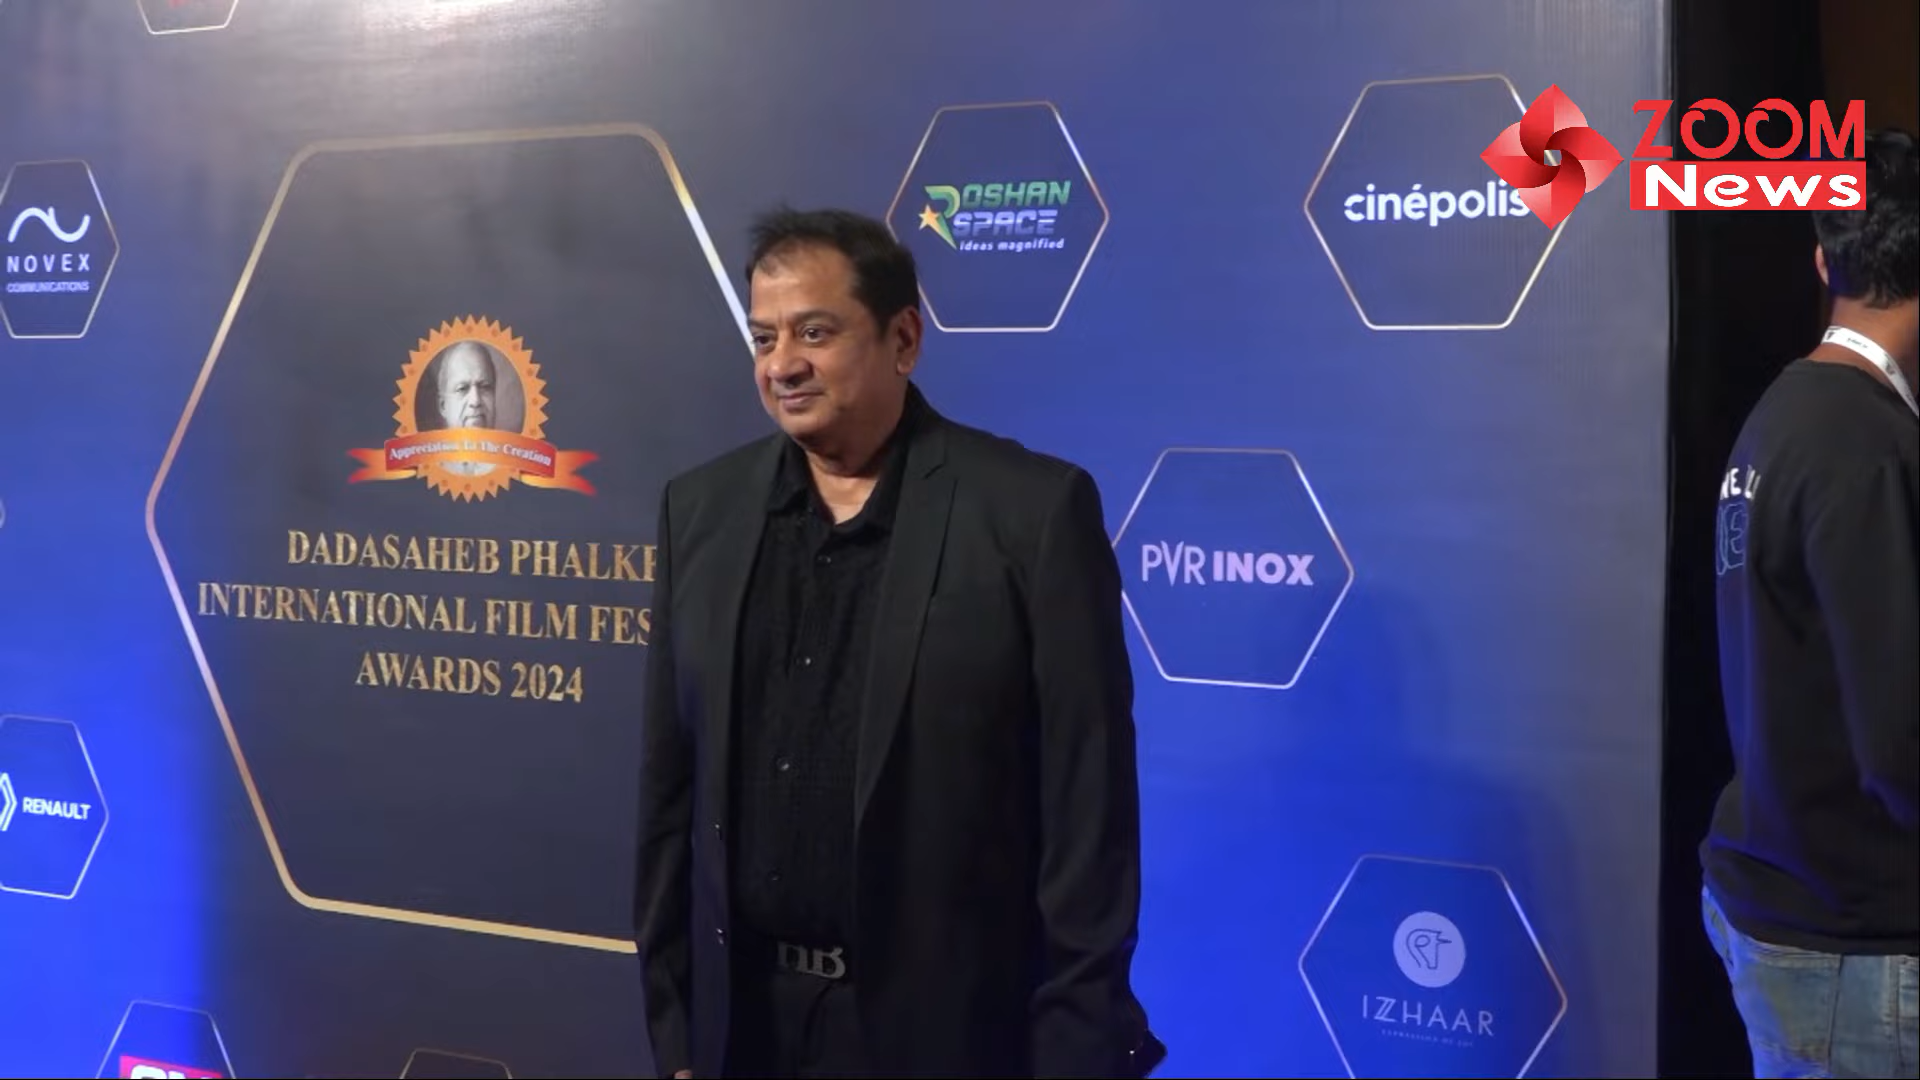 ZOOM
News
ROSHAN
SPACE
ideas magnified
cinépolis
NOVEX
COMMUNICATIONS
Appreciation To The Creation
DADASAHEB PHALKE
INTERNATIONAL FILM FES
AWARDS 2024
PVR INOX
RENAULT
IZZHAAR